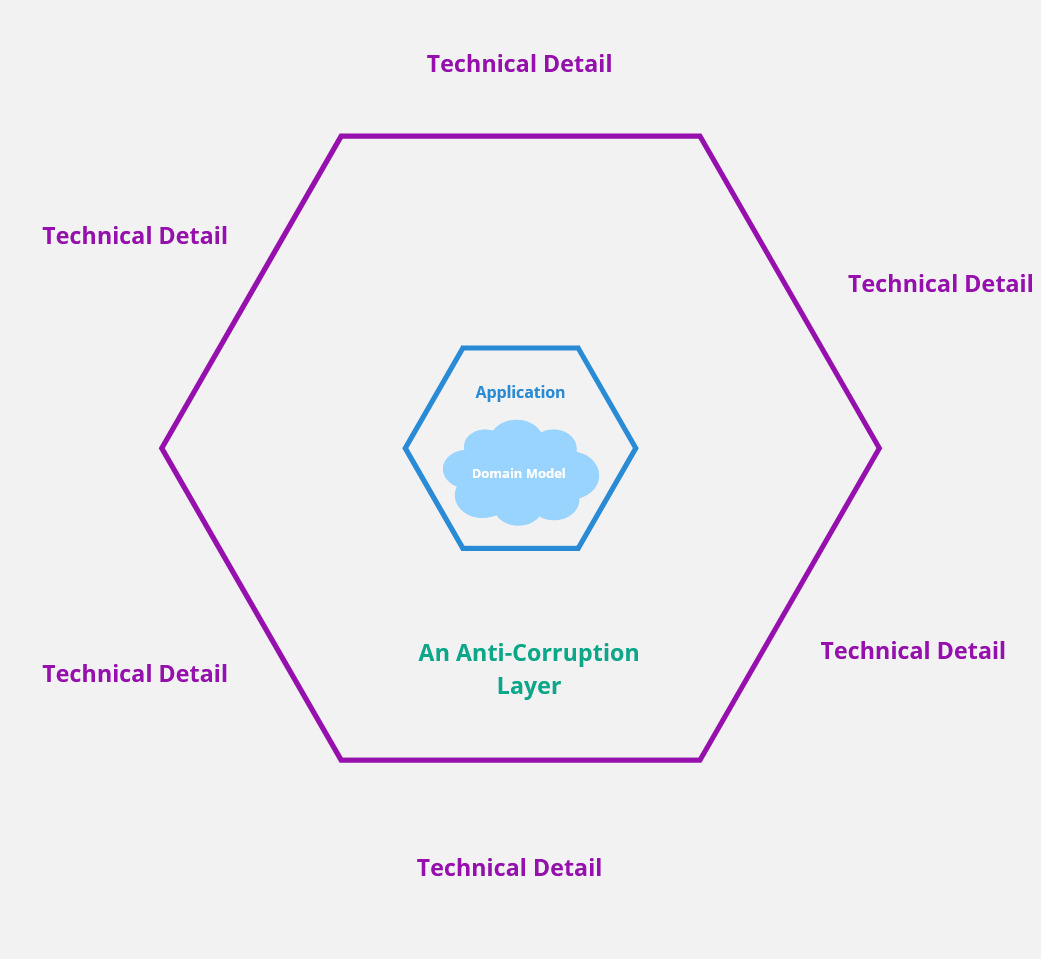 Technical Detail
Technical Detail
Technical Detail
Application
Domain Model
An Anti-Corruption
Layer
Technical Detail
Technical Detail
Technical Detail